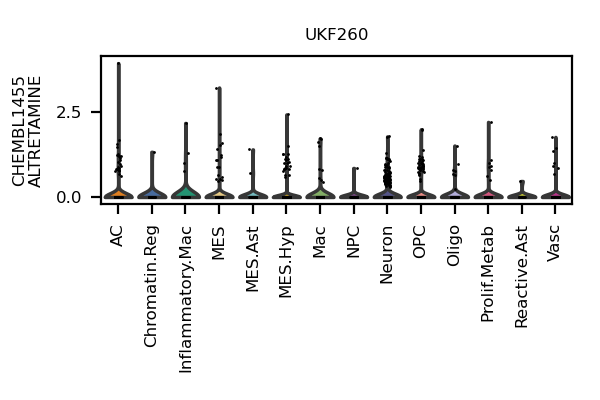 UKF260
CHEMBL1455
ALTRETAMINE
2.5
0.0
AC
Chromatin.Reg
Inflammatory.Mac
MES
MES.Ast
MES.Hyp
Mac
NPC
Neuron
OPC
Oligo
Prolif.Metab
Reactive.Ast
Vasc